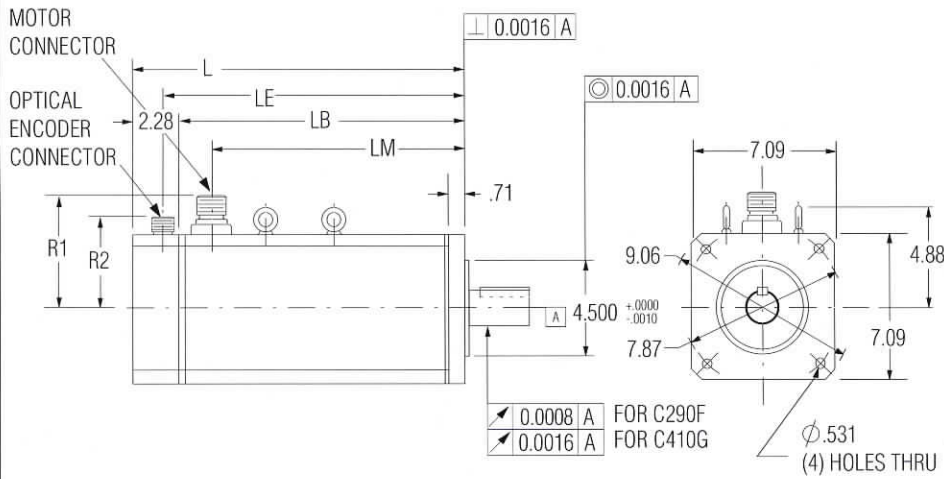 MOTOR
CONNECTOR
⊥ 0.0016 A
L
◎ 0.0016 A
OPTICAL
ENCODER
CONNECTOR
LE
2.28
LB
LM
7.09
.71
R1
R2
9.06
4.88
A
4.500 +.0000
-.0010
7.87
7.09
↗ 0.0008 A FOR C290F
↗ 0.0016 A FOR C410G
∅.531
(4) HOLES THRU